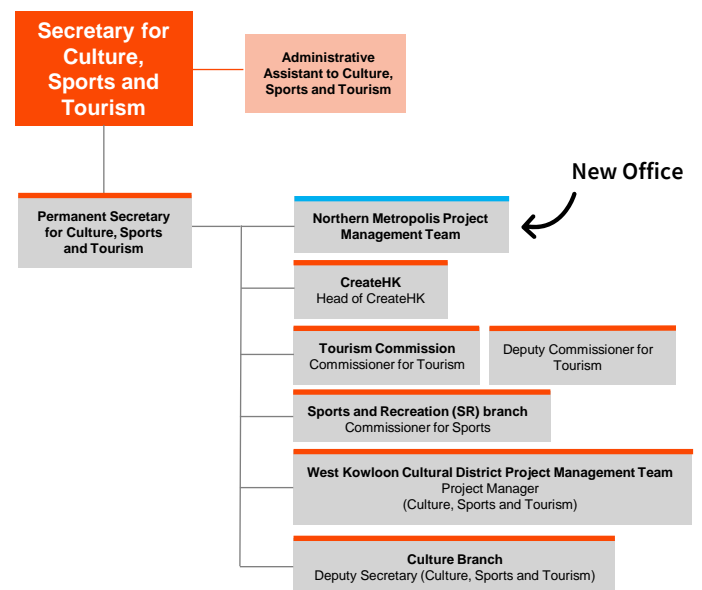 Secretary for
Culture,
Sports and
Tourism
Administrative
Assistant to Culture,
Sports and Tourism
New Office
Permanent Secretary
for Culture, Sports
and Tourism
Northern Metropolis Project
Management Team
CreateHK
Head of CreateHK
Tourism Commission
Commissioner for Tourism
Deputy Commissioner for
Tourism
Sports and Recreation (SR) branch
Commissioner for Sports
West Kowloon Cultural District Project Management Team
Project Manager
(Culture, Sports and Tourism)
Culture Branch
Deputy Secretary (Culture, Sports and Tourism)